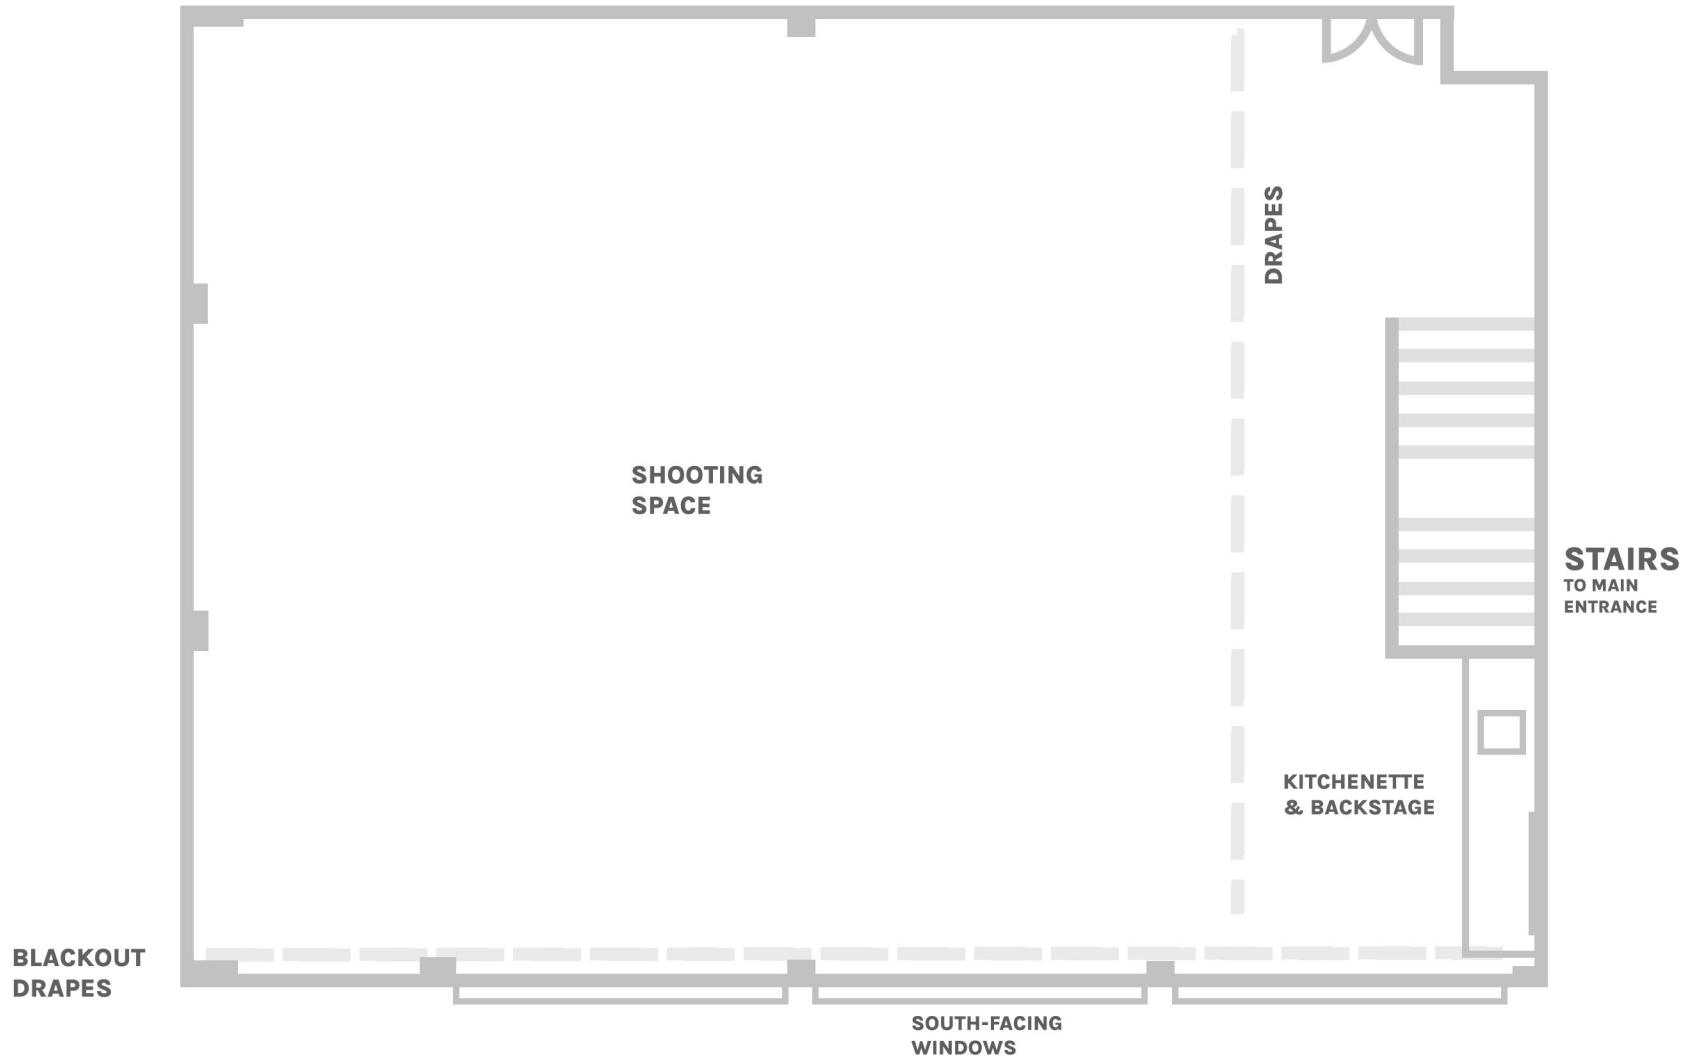 DRAPES
SHOOTING
SPACE
STAIRS
TO MAIN
ENTRANCE
KITCHENETTE
& BACKSTAGE
BLACKOUT
DRAPES
SOUTH-FACING
WINDOWS